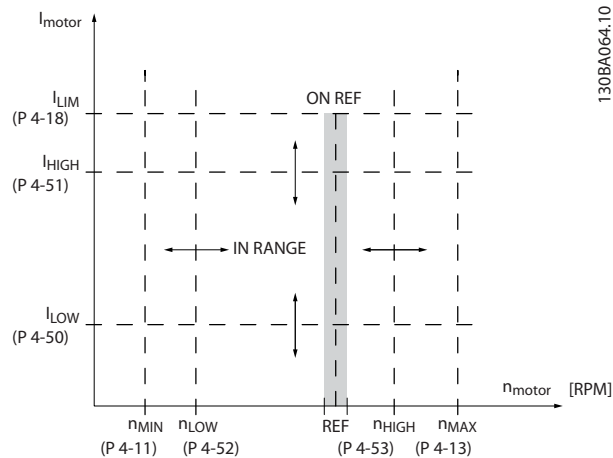 130BA064.10
Imotor
ILIM
(P 4-18)
ON REF
IHIGH
(P 4-51)
IN RANGE
ILOW
(P 4-50)
nmotor [RPM]
nMIN nLOW REF nHIGH nMAX
(P 4-11) (P 4-52) (P 4-53) (P 4-13)